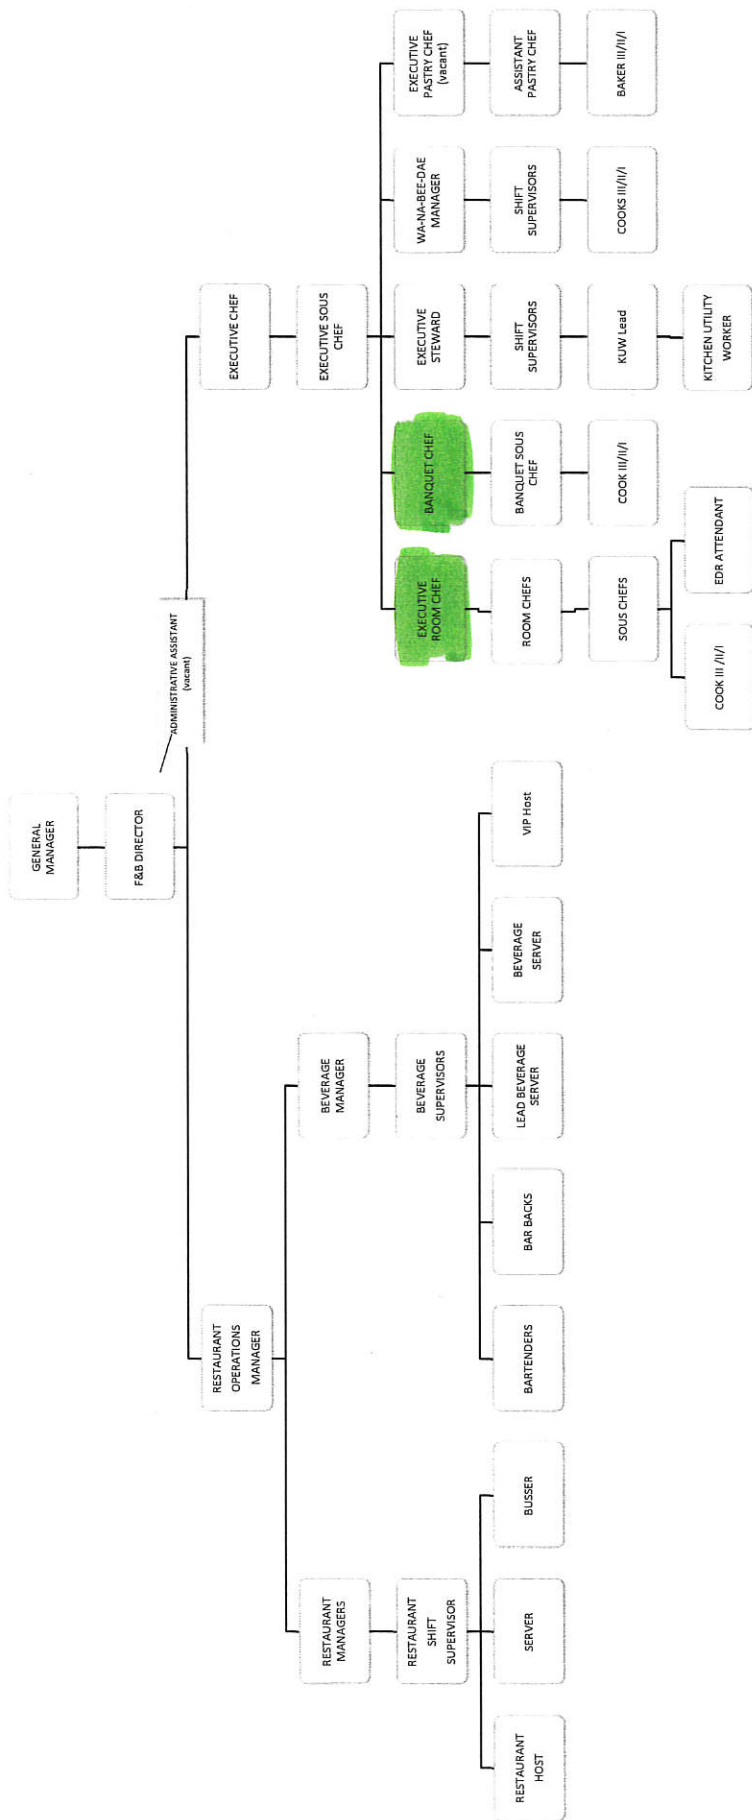 GENERAL
MANAGER
F&B DIRECTOR
ADMINISTRATIVE ASSISTANT
(vacant)
RESTAURANT
OPERATIONS
MANAGER
EXECUTIVE CHEF
RESTAURANT
MANAGERS
BEVERAGE
MANAGER
EXECUTIVE SOUS
CHEF
RESTAURANT
SHIFT
SUPERVISOR
BEVERAGE
SUPERVISORS
EXECUTIVE
ROOM CHEF
BANQUET CHEF
EXECUTIVE
STEWARD
WA-NA-BEE-DAE
MANAGER
EXECUTIVE
PASTRY CHEF
(vacant)
RESTAURANT
HOST
SERVER
BUSSER
BARTENDERS
BAR BACKS
LEAD BEVERAGE
SERVER
BEVERAGE
SERVER
VIP Host
ROOM CHEFS
BANQUET SOUS
CHEF
SHIFT
SUPERVISORS
SHIFT
SUPERVISORS
ASSISTANT
PASTRY CHEF
SOUS CHEFS
COOK III/II/I
KUW Lead
COOKS III/II/I
BAKER III/II/I
COOK III /II/I
EDR ATTENDANT
KITCHEN UTILITY
WORKER